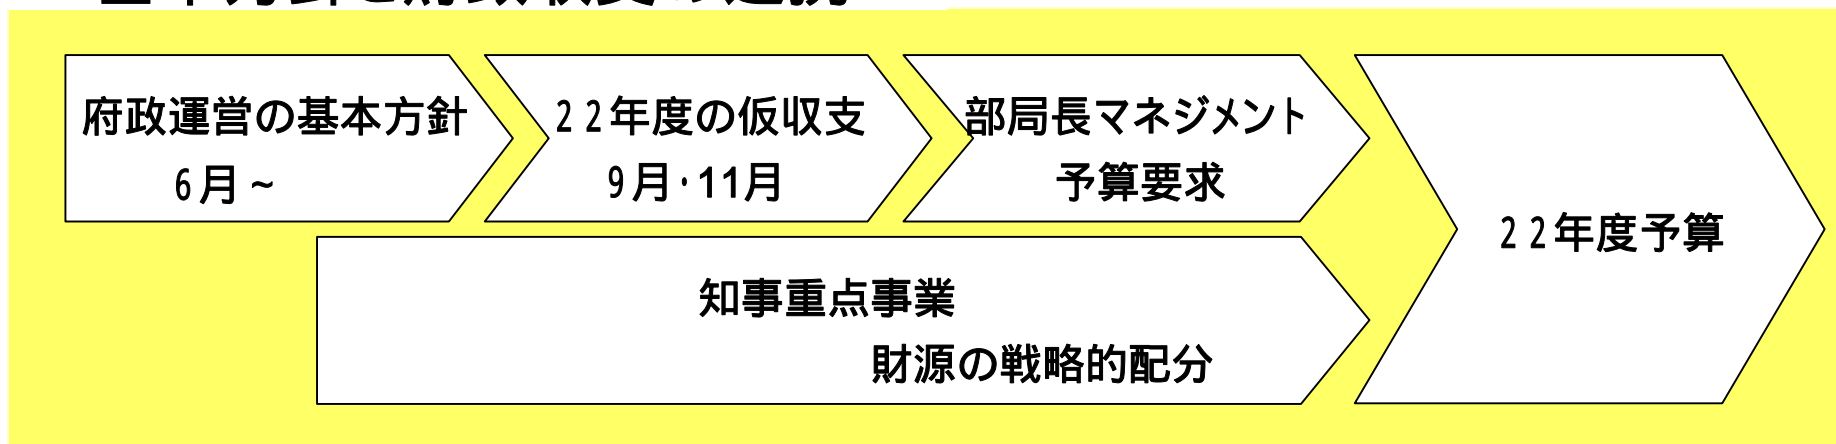 府政運営の基本方針
6月~
22年度の仮収支
9月・11月
部局長マネジメント
予算要求
22年度予算
知事重点事業
財源の戦略的配分